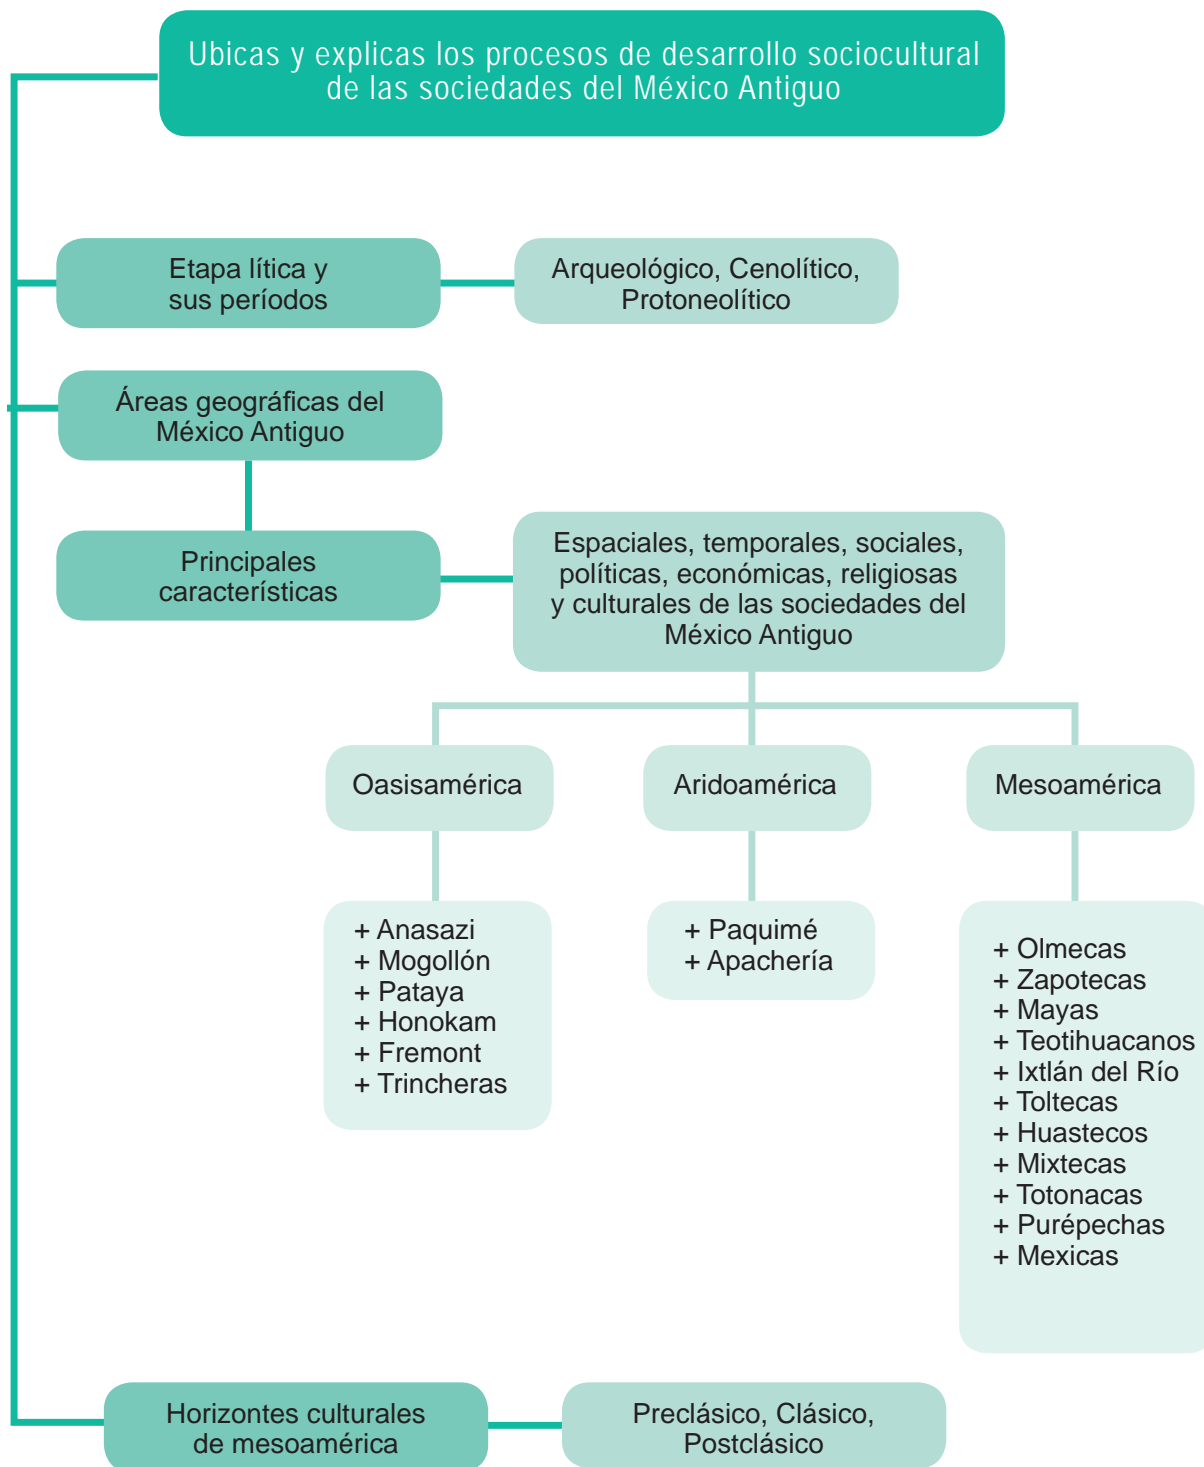 Ubicas y explicas los procesos de desarrollo sociocultural
de las sociedades del México Antiguo
Etapa lítica y
sus períodos
Arqueológico, Cenolítico,
Protoneolítico
Áreas geográficas del
México Antiguo
Principales
características
Espaciales, temporales, sociales,
políticas, económicas, religiosas
y culturales de las sociedades del
México Antiguo
Oasisamérica
Aridoamérica
Mesoamérica
+ Anasazi
+ Mogollón
+ Pataya
+ Honokam
+ Fremont
+ Trincheras
+ Paquimé
+ Apachería
+ Olmecas
+ Zapotecas
+ Mayas
+ Teotihuacanos
+ Ixtlán del Río
+ Toltecas
+ Huastecos
+ Mixtecas
+ Totonacas
+ Purépechas
+ Mexicas
Horizontes culturales
de mesoamérica
Preclásico, Clásico,
Postclásico